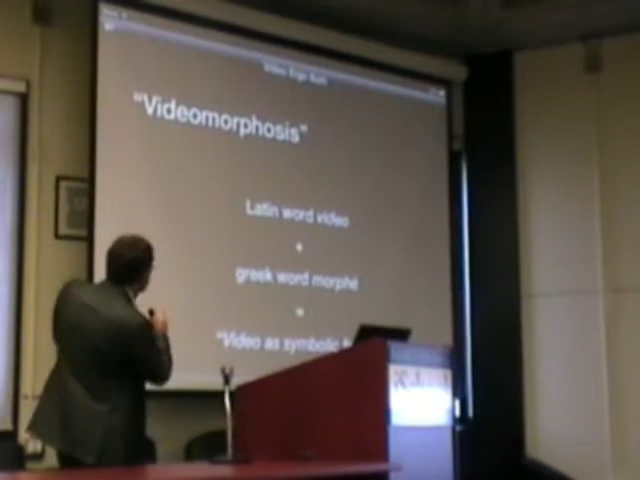 "Videomorphosis"
Latin word video
+
greek word morphé
=
"Video as symbolic